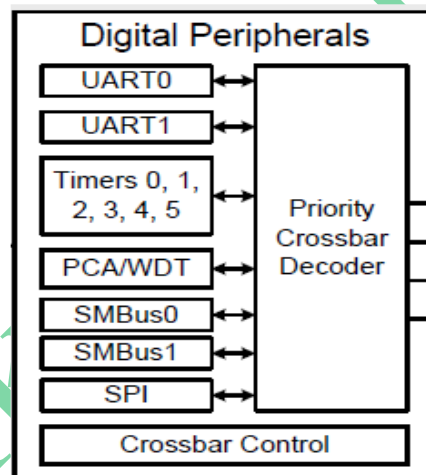 Digital Peripherals
UART0
UART1
Timers 0, 1,
2, 3, 4, 5
PCA/WDT
SMBus0
SMBus1
SPI
Priority
Crossbar
Decoder
Crossbar Control